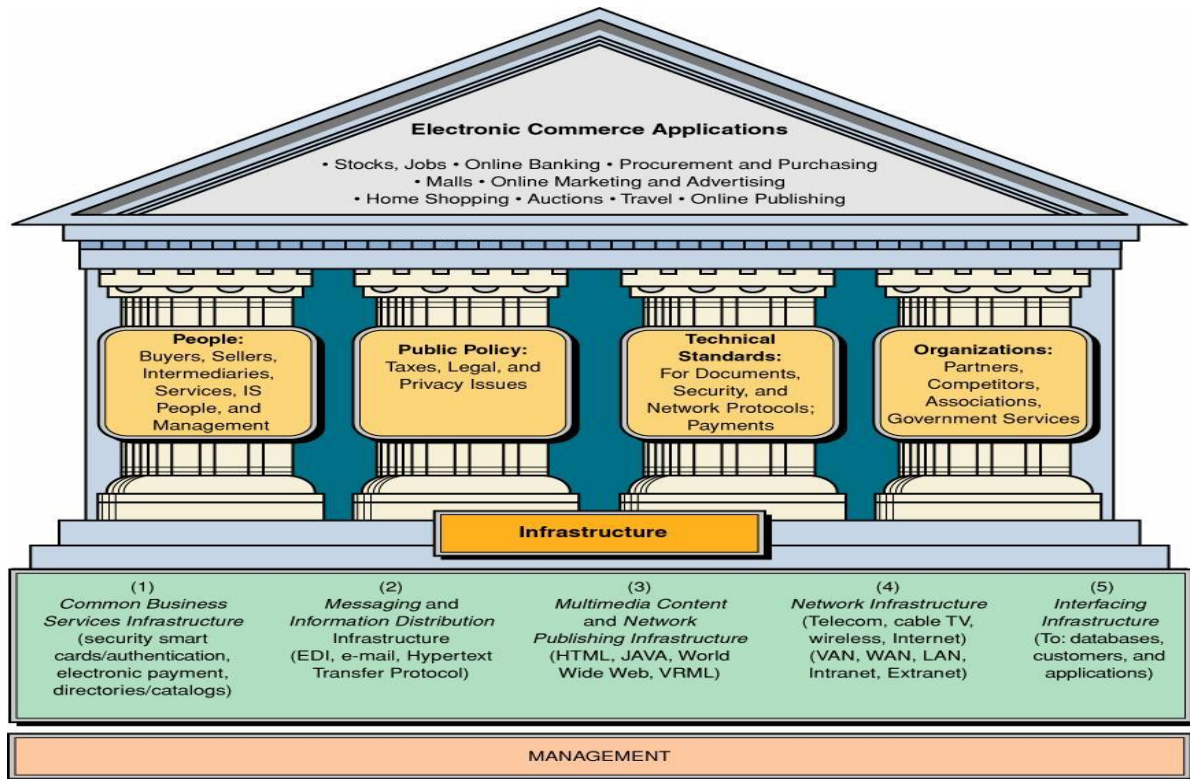 Electronic Commerce Applications
• Stocks, Jobs • Online Banking • Procurement and Purchasing
• Malls • Online Marketing and Advertising
• Home Shopping • Auctions • Travel • Online Publishing
People:
Buyers, Sellers,
Intermediaries,
Services, IS
People, and
Management
Public Policy:
Taxes, Legal, and
Privacy Issues
Technical
Standards:
For Documents,
Security, and
Network Protocols;
Payments
Organizations:
Partners,
Competitors,
Associations,
Government Services
Infrastructure
(1)
Common Business
Services Infrastructure
(security smart
cards/authentication,
electronic payment,
directories/catalogs)
(2)
Messaging and
Information Distribution
Infrastructure
(EDI, e-mail, Hypertext
Transfer Protocol)
(3)
Multimedia Content
and Network
Publishing Infrastructure
(HTML, JAVA, World
Wide Web, VRML)
(4)
Network Infrastructure
(Telecom, cable TV,
wireless, Internet)
(VAN, WAN, LAN,
Intranet, Extranet)
(5)
Interfacing
Infrastructure
(To: databases,
customers, and
applications)
MANAGEMENT